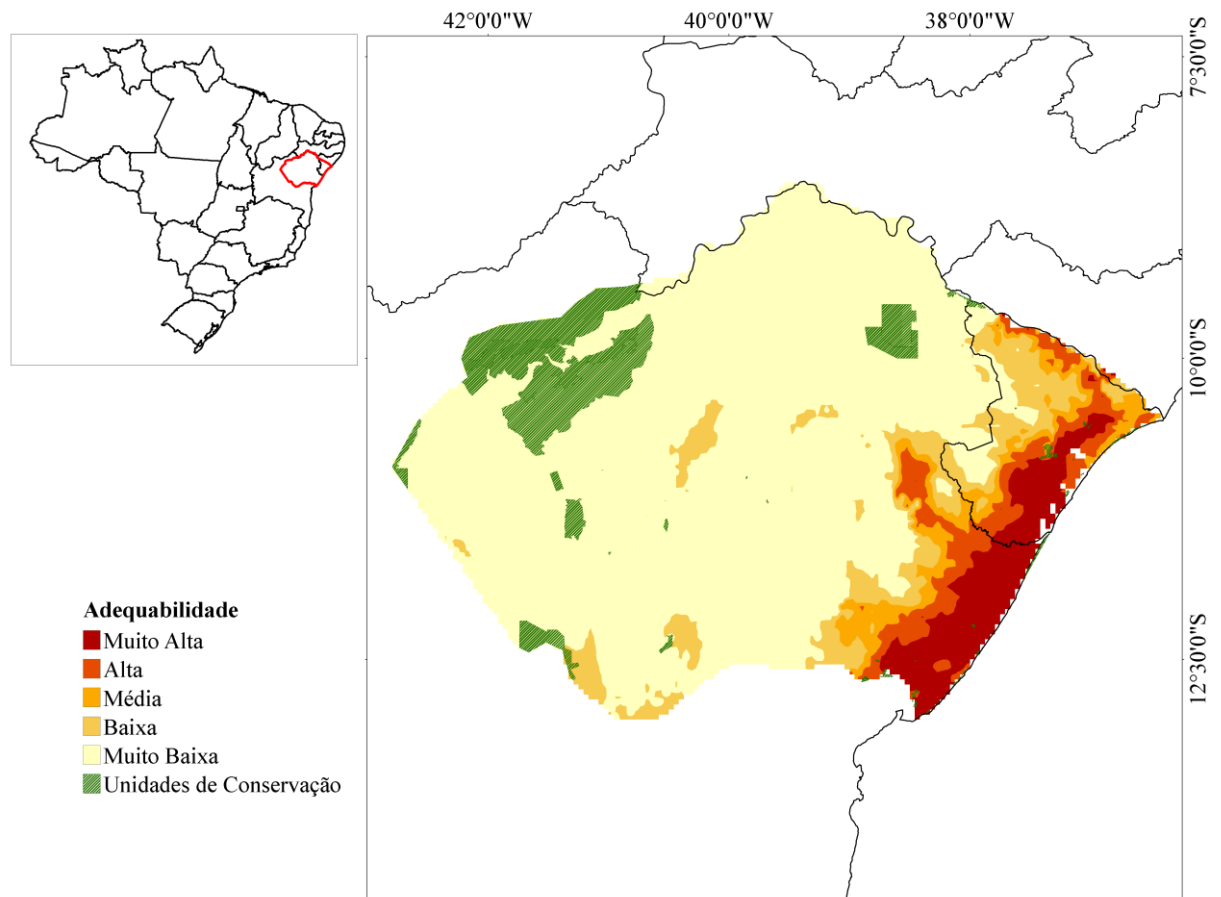 42°0'0"W 40°0'0"W 38°0'0"W
7°30'0"S
10°0'0"S
12°30'0"S
Adequabilidade
Muito Alta
Alta
Média
Baixa
Muito Baixa
Unidades de Conservação